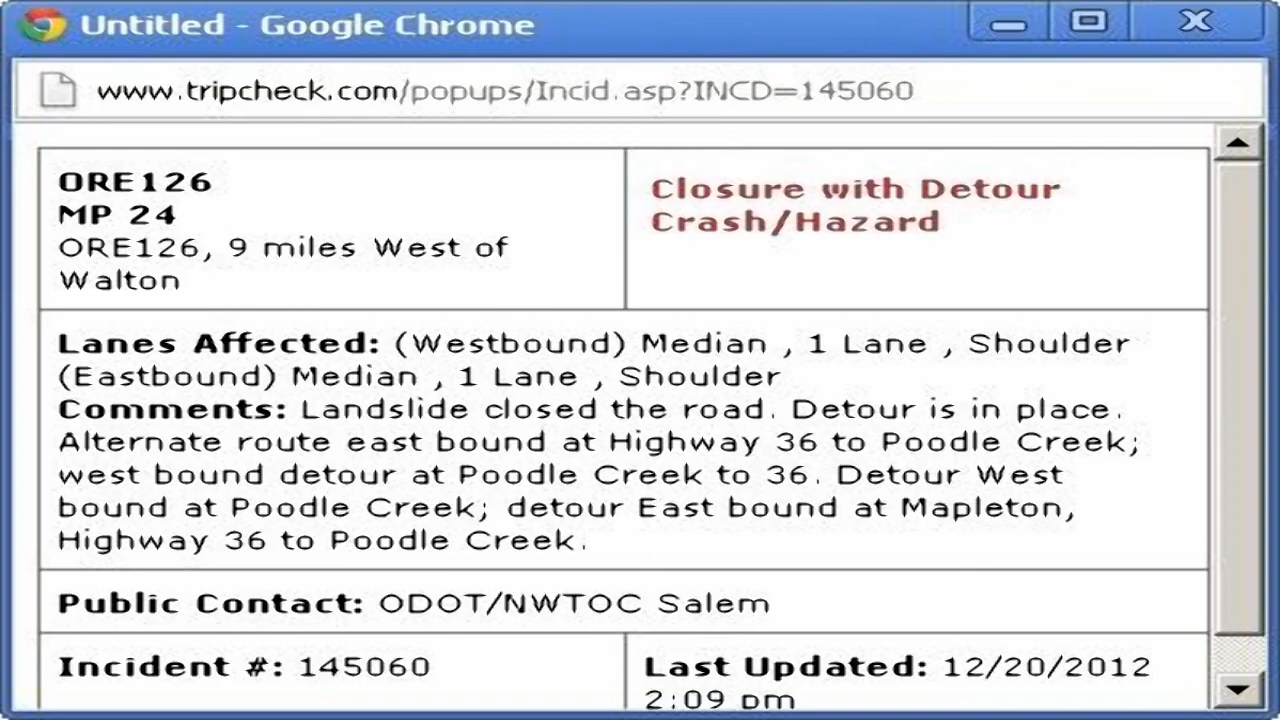 Untitled - Google Chrome
www.tripcheck.com/popups/Incid.asp?INCD=145060
ORE126
MP 24
ORE126, 9 miles West of
Walton
Closure with Detour
Crash/Hazard
Lanes Affected: (Westbound) Median , 1 Lane , Shoulder
(Eastbound) Median , 1 Lane , Shoulder
Comments: Landslide closed the road. Detour is in place.
Alternate route east bound at Highway 36 to Poodle Creek;
west bound detour at Poodle Creek to 36. Detour West
bound at Poodle Creek; detour East bound at Mapleton,
Highway 36 to Poodle Creek.
Public Contact: ODOT/NWTOC Salem
Incident #: 145060
Last Updated: 12/20/2012
2:09 pm